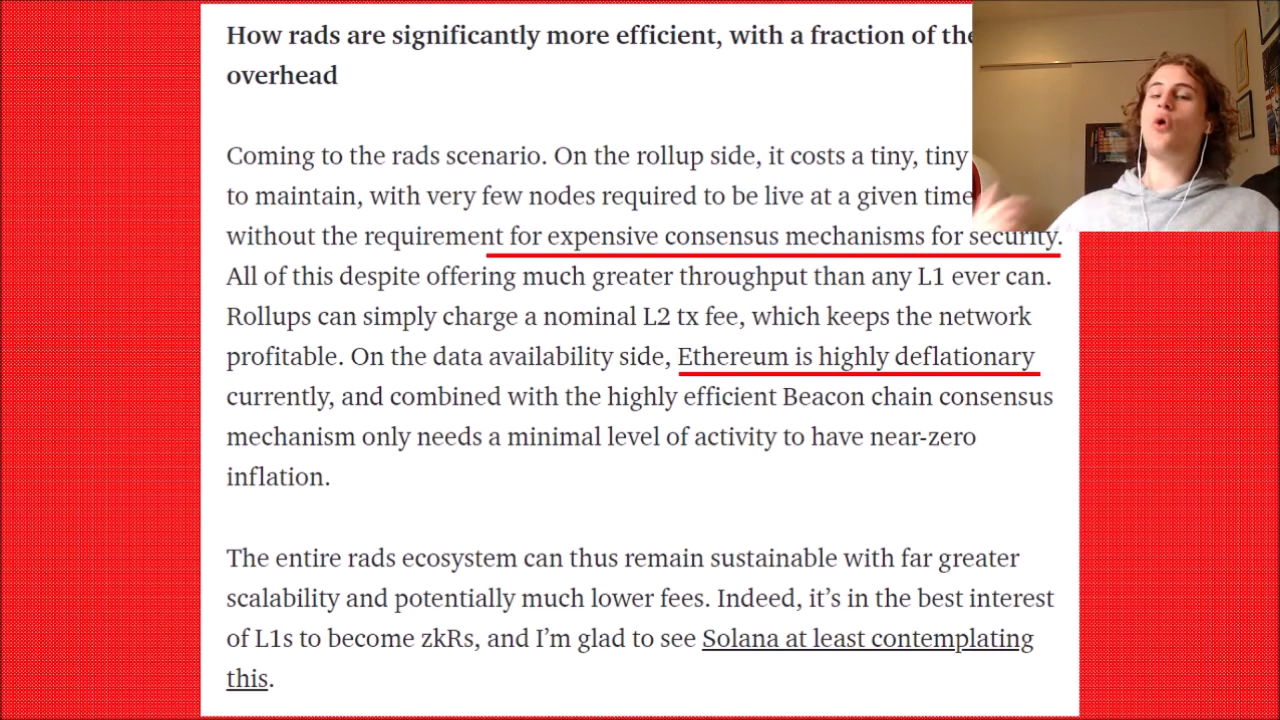 How rads are significantly more efficient, with a fraction of the
overhead
Coming to the rads scenario. On the rollup side, it costs a tiny, tiny
to maintain, with very few nodes required to be live at a given time
without the requirement for expensive consensus mechanisms for security.
All of this despite offering much greater throughput than any L1 ever can.
Rollups can simply charge a nominal L2 tx fee, which keeps the network
profitable. On the data availability side, Ethereum is highly deflationary
currently, and combined with the highly efficient Beacon chain consensus
mechanism only needs a minimal level of activity to have near-zero
inflation.
The entire rads ecosystem can thus remain sustainable with far greater
scalability and potentially much lower fees. Indeed, it’s in the best interest
of L1s to become zkRs, and I’m glad to see Solana at least contemplating
this.